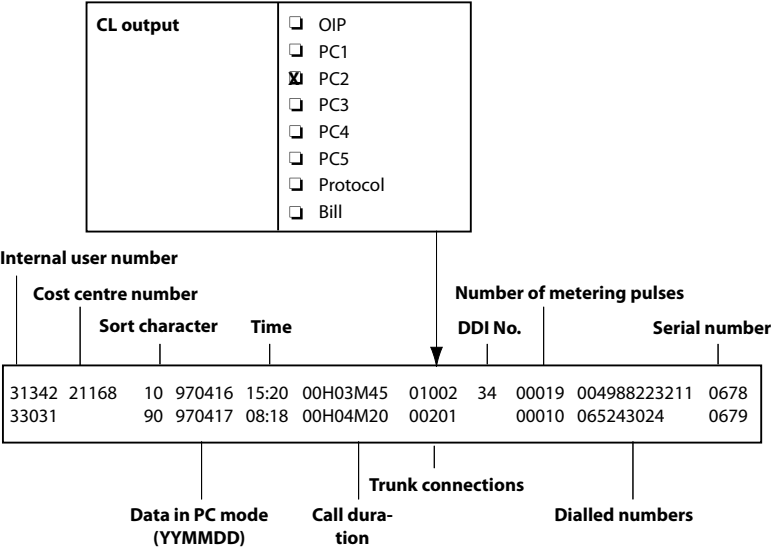 CL output
OIP
PC1
X PC2
PC3
PC4
PC5
Protocol
Bill
Internal user number
Cost centre number
Number of metering pulses
Sort character Time DDI No. Serial number
31342 21168 10 970416 15:20 00H03M45 01002 34 00019 004988223211 0678
33031 90 970417 08:18 00H04M20 00201 00010 065243024 0679
Trunk connections
Data in PC mode
(YYMMDD)
Call dura-
tion
Dialled numbers